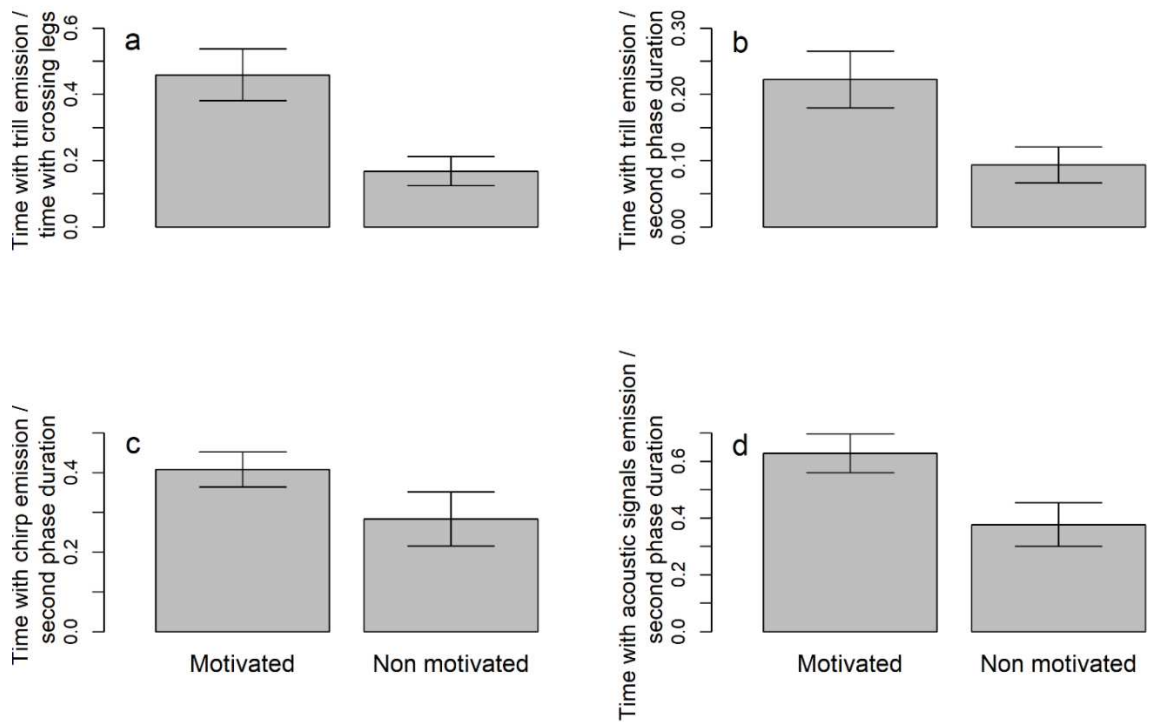 Time with trill emission /
time with crossing legs
0.0 0.2 0.4 0.6
a
Time with trill emission /
second phase duration
0.00 0.10 0.20 0.30
b
Time with chirp emission /
second phase duration
0.0 0.2 0.4
c
Motivated Non motivated
Time with acoustic signals emission /
second phase duration
0.0 0.2 0.4 0.6
d
Motivated Non motivated